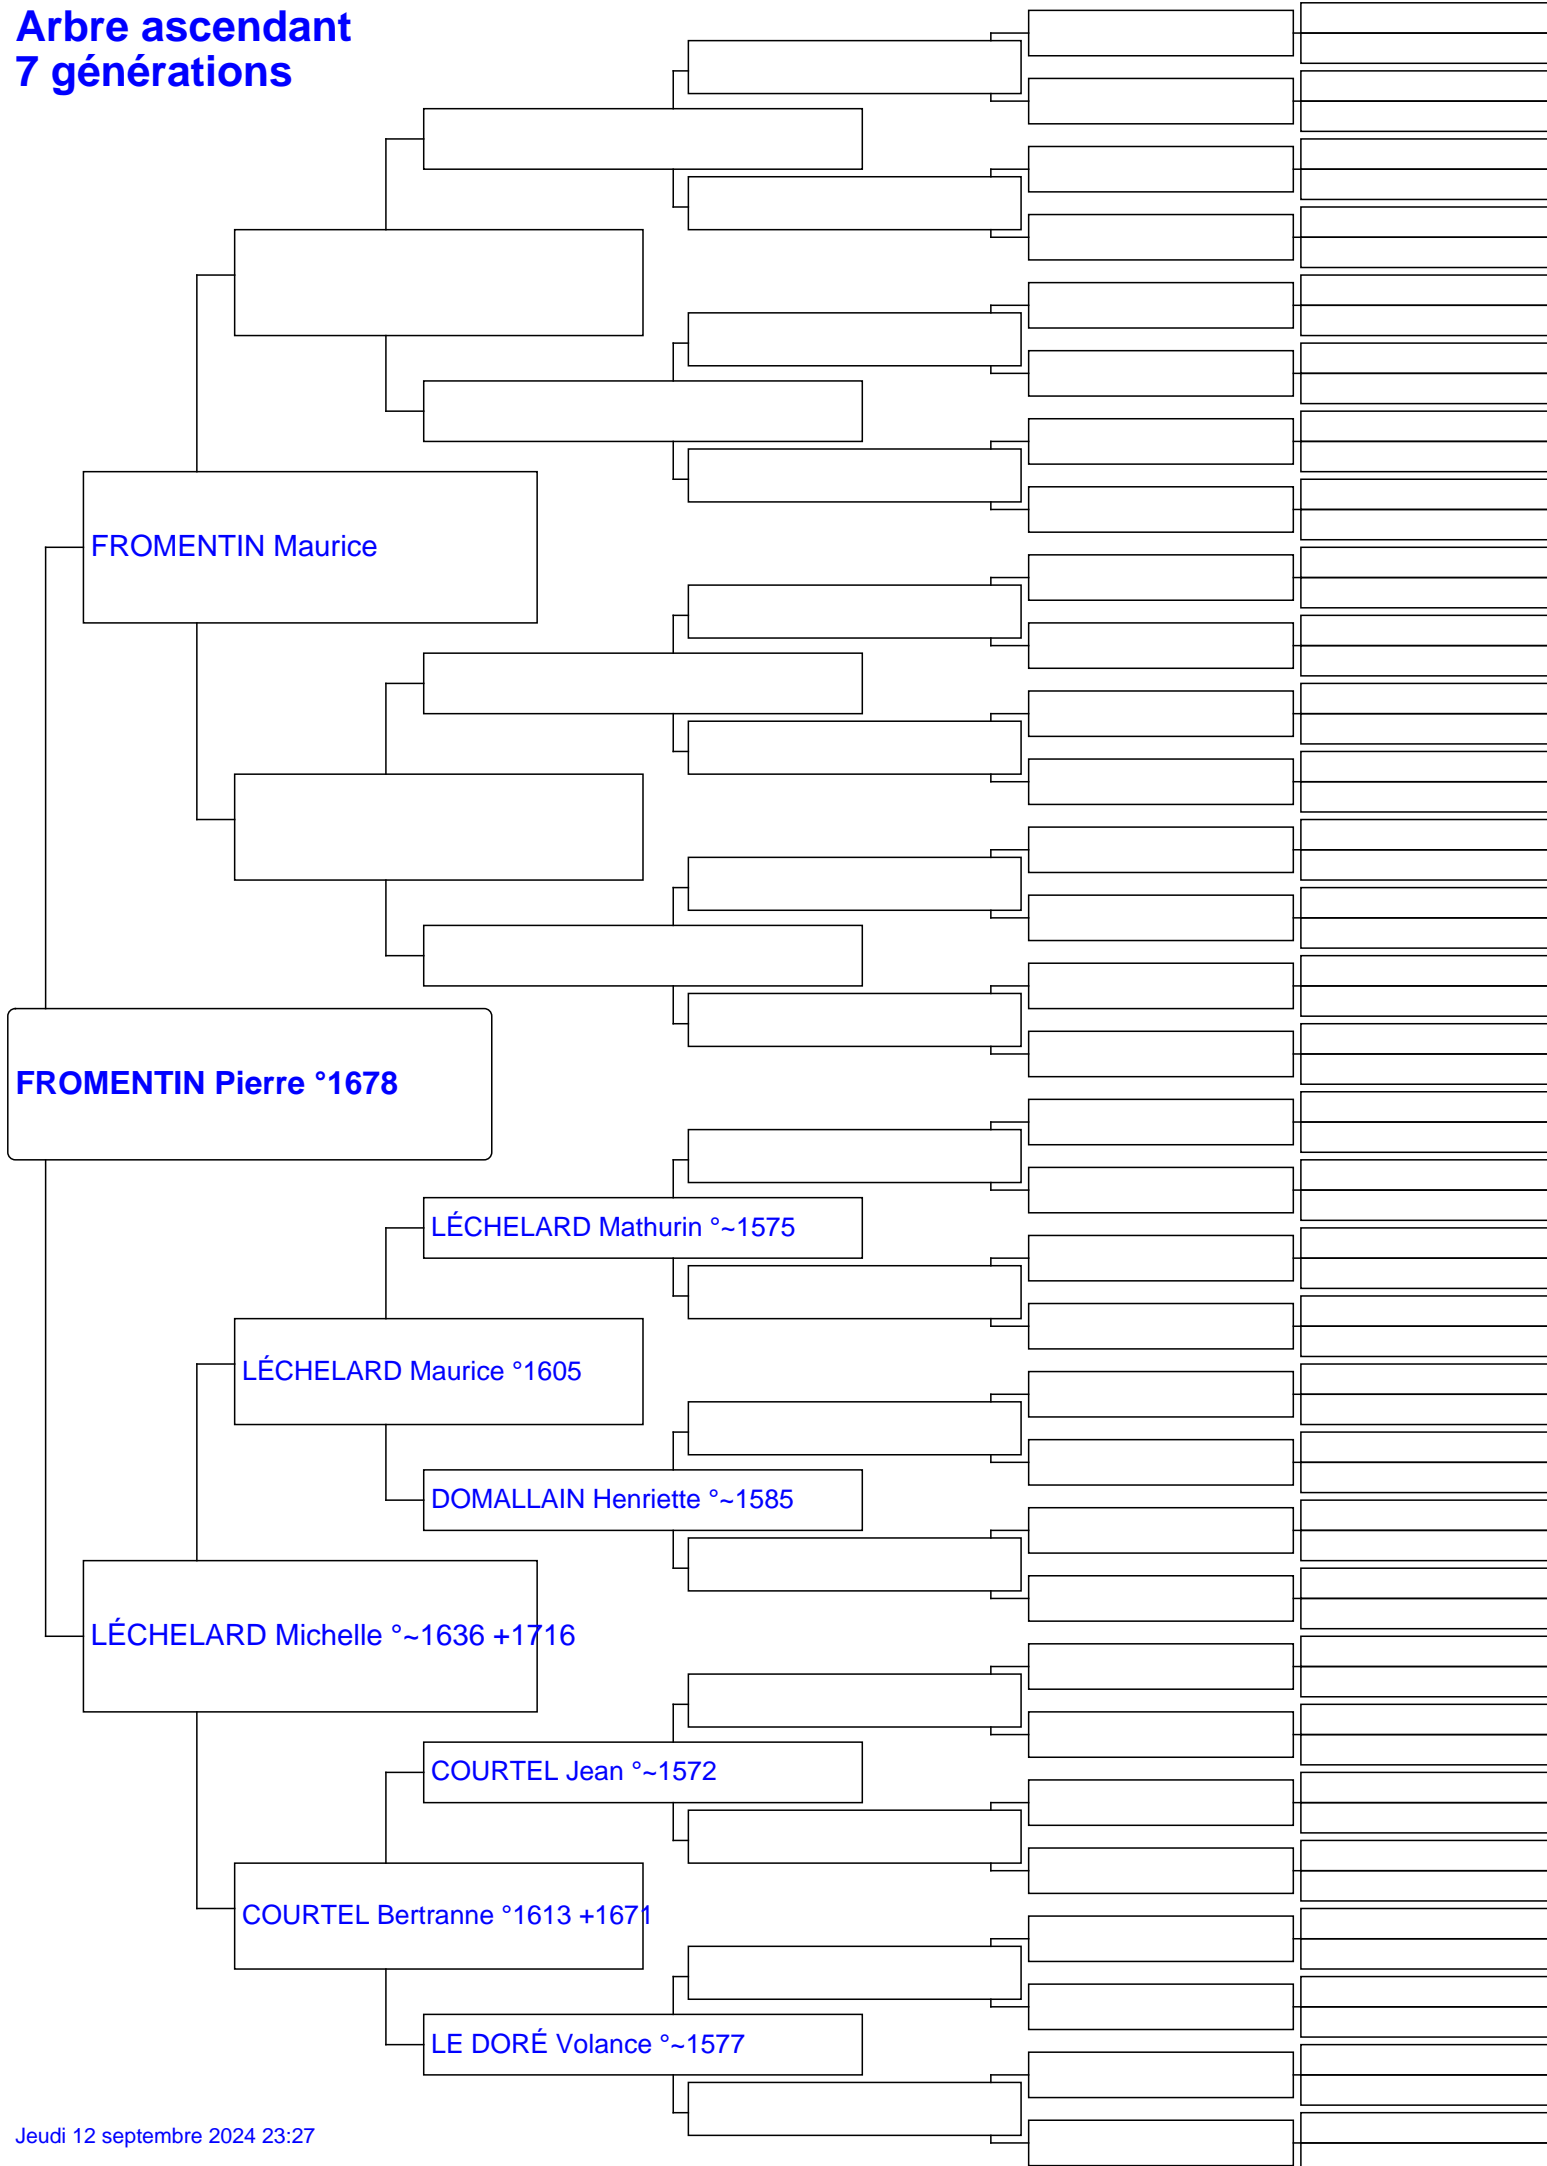 Arbre ascendant
7 générations
FROMENTIN Maurice
FROMENTIN Pierre °1678
LÉCHELARD Mathurin °~1575
LÉCHELARD Maurice °1605
DOMALLAIN Henriette °~1585
LÉCHELARD Michelle °~1636 +1716
COURTEL Jean °~1572
COURTEL Bertranne °1613 +1671
LE DORÉ Volance °~1577
Jeudi 12 septembre 2024 23:27